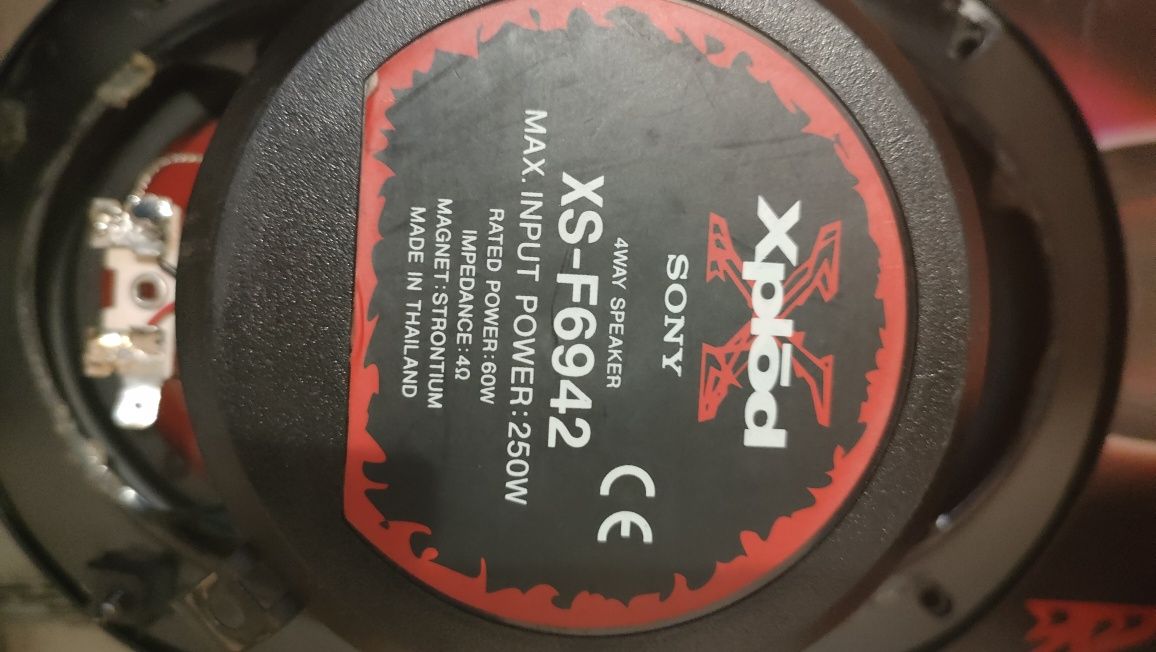 Xplōd
SONY
4WAY SPEAKER
XS-F6942
CE
MAX. INPUT POWER:250W
RATED POWER:60W
IMPEDANCE:4Ω
MAGNET:STRONTIUM
MADE IN THAILAND